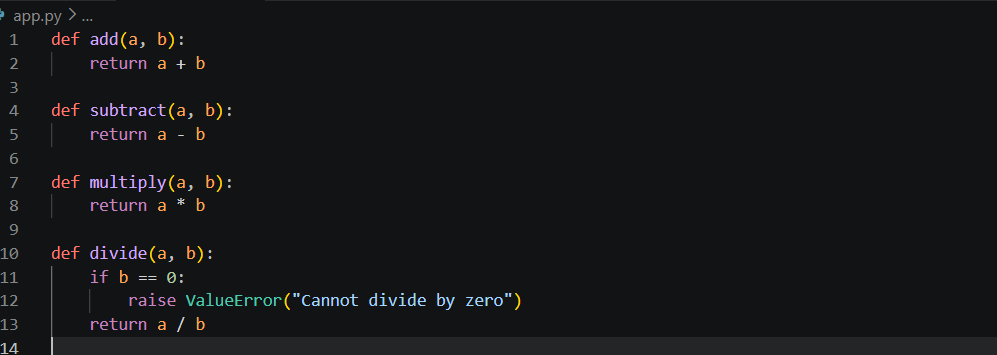 app.py > ...
1 def add(a, b):
2     return a + b
3
4 def subtract(a, b):
5     return a - b
6
7 def multiply(a, b):
8     return a * b
9
10 def divide(a, b):
11     if b == 0:
12         raise ValueError("Cannot divide by zero")
13     return a / b
14